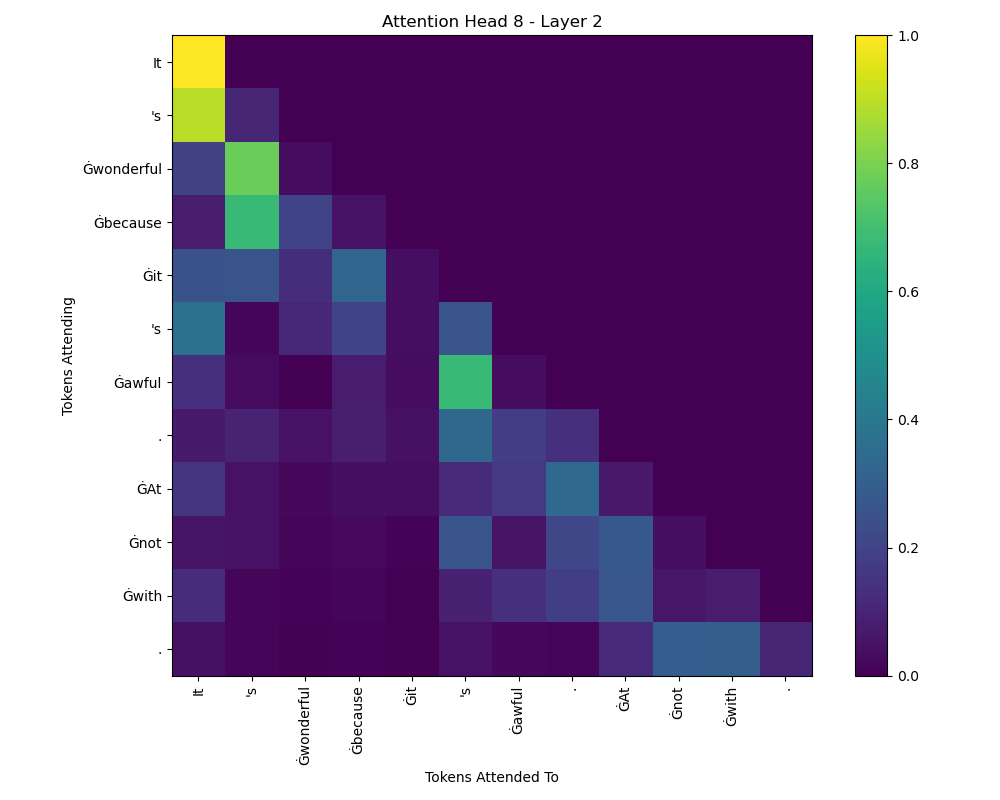 Attention Head 8 - Layer 2
It
's
Ġwonderful
Ġbecause
Ġit
's
Ġawful
.
ĠAt
Ġnot
Ġwith
.
Tokens Attending
It
's
Ġwonderful
Ġbecause
Ġit
's
Ġawful
.
ĠAt
Ġnot
Ġwith
.
Tokens Attended To
1.0
0.8
0.6
0.4
0.2
0.0